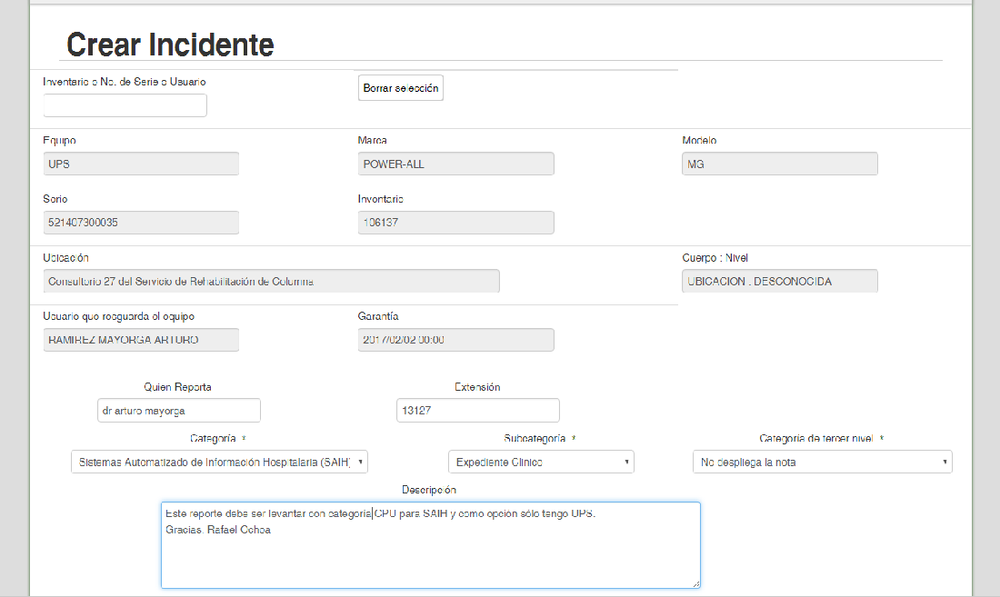 Crear Incidente
Inventario o No. de Serie o Usuario
Borrar selección
Equipo Marca Modelo
UPS POWER-ALL MG
Serie Inventario
521407300035 106137
Ubicación Cuerpo : Nivel
Consultorio 27 del Servicio de Rehabilitación de Columna UBICACION . DESCONOCIDA
Usuario que resguarda el equipo Garantía
RAMIREZ MAYORGA ARTURO 2017/02/02 00:00
Quien Reporta Extensión
dr arturo mayorga 13127
Categoría * Subcategoría * Categoría de tercer nivel *
Sistemas Automatizado de Información Hospitalaria (SAIH) Expediente Clínico No despliega la nota
Descripción
Este reporte debe ser levantar con categoría CPU para SAIH y como opción sólo tengo UPS.
Gracias. Rafael Ochoa